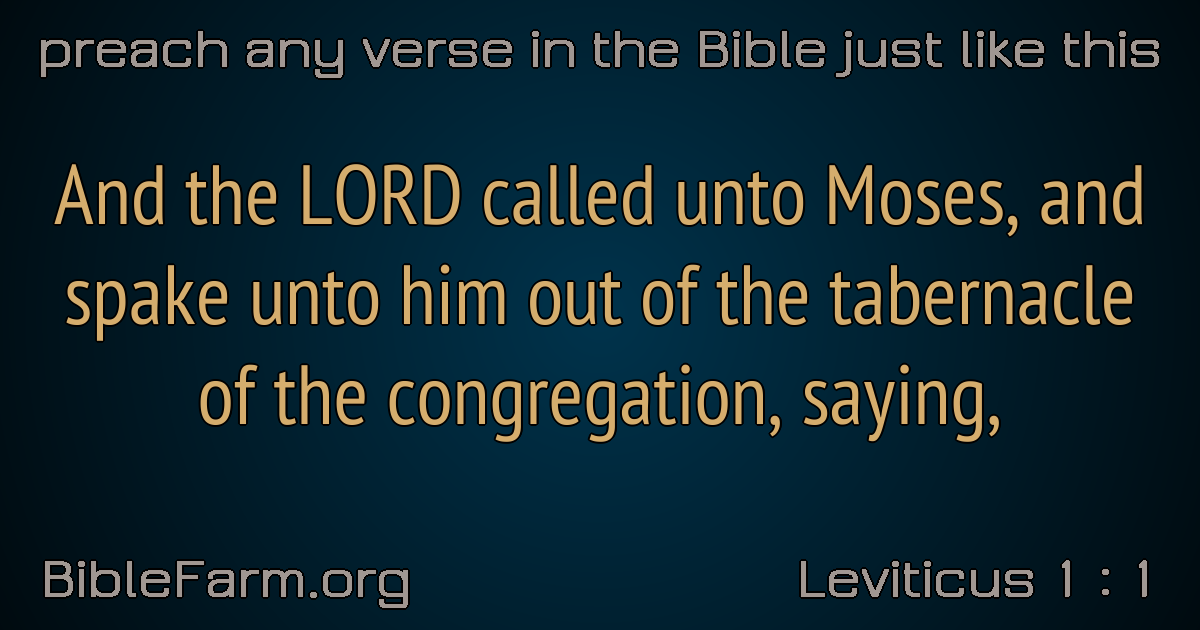 preach any verse in the Bible just like this
And the LORD called unto Moses, and
spake unto him out of the tabernacle
of the congregation, saying,
BibleFarm.org
Leviticus 1 : 1